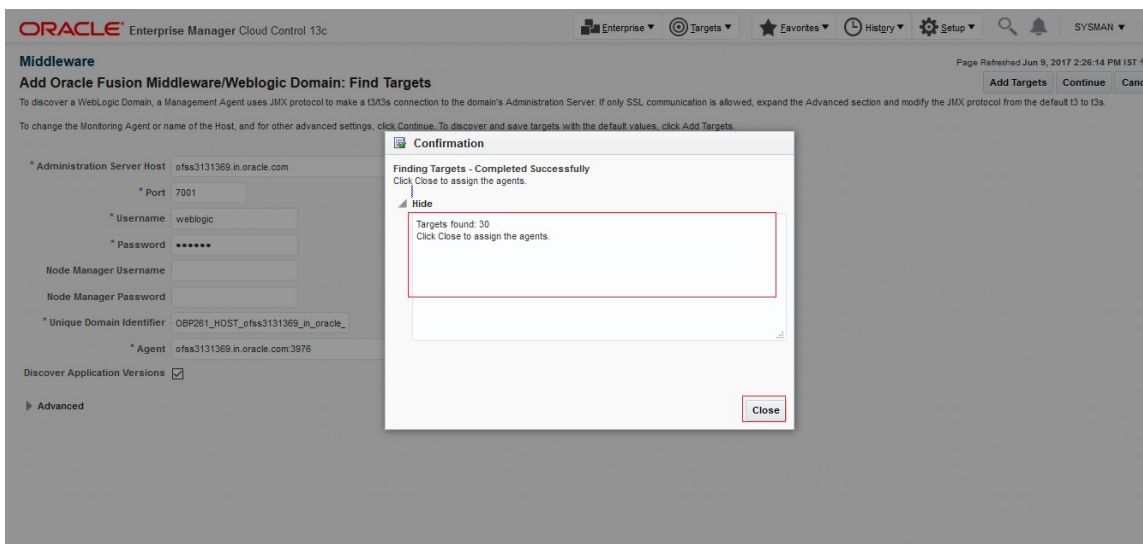 ORACLE Enterprise Manager Cloud Control 13c
Enterprise Targets Favorites History Setup SYSMAN
Middleware
Page Refreshed Jun 9, 2017 2:26:14 PM IST
Add Oracle Fusion Middleware/Weblogic Domain: Find Targets
Add Targets Continue Canc
To discover a WebLogic Domain, a Management Agent uses JMX protocol to make a t3/t3s connection to the domain's Administration Server. If only SSL communication is allowed, expand the Advanced section and modify the JMX protocol from the default t3 to t3s.
To change the Monitoring Agent or name of the Host, and for other advanced settings, click Continue. To discover and save targets with the default values, click Add Targets.
* Administration Server Host ofss3131369.in.oracle.com
* Port 7001
* Username weblogic
* Password ••••••
Node Manager Username
Node Manager Password
* Unique Domain Identifier OBP261_HOST_ofss3131369_in_oracle_
* Agent ofss3131369.in.oracle.com:3976
Discover Application Versions
Advanced
Confirmation
Finding Targets - Completed Successfully
Click Close to assign the agents.
Hide
Targets found: 30
Click Close to assign the agents.
Close